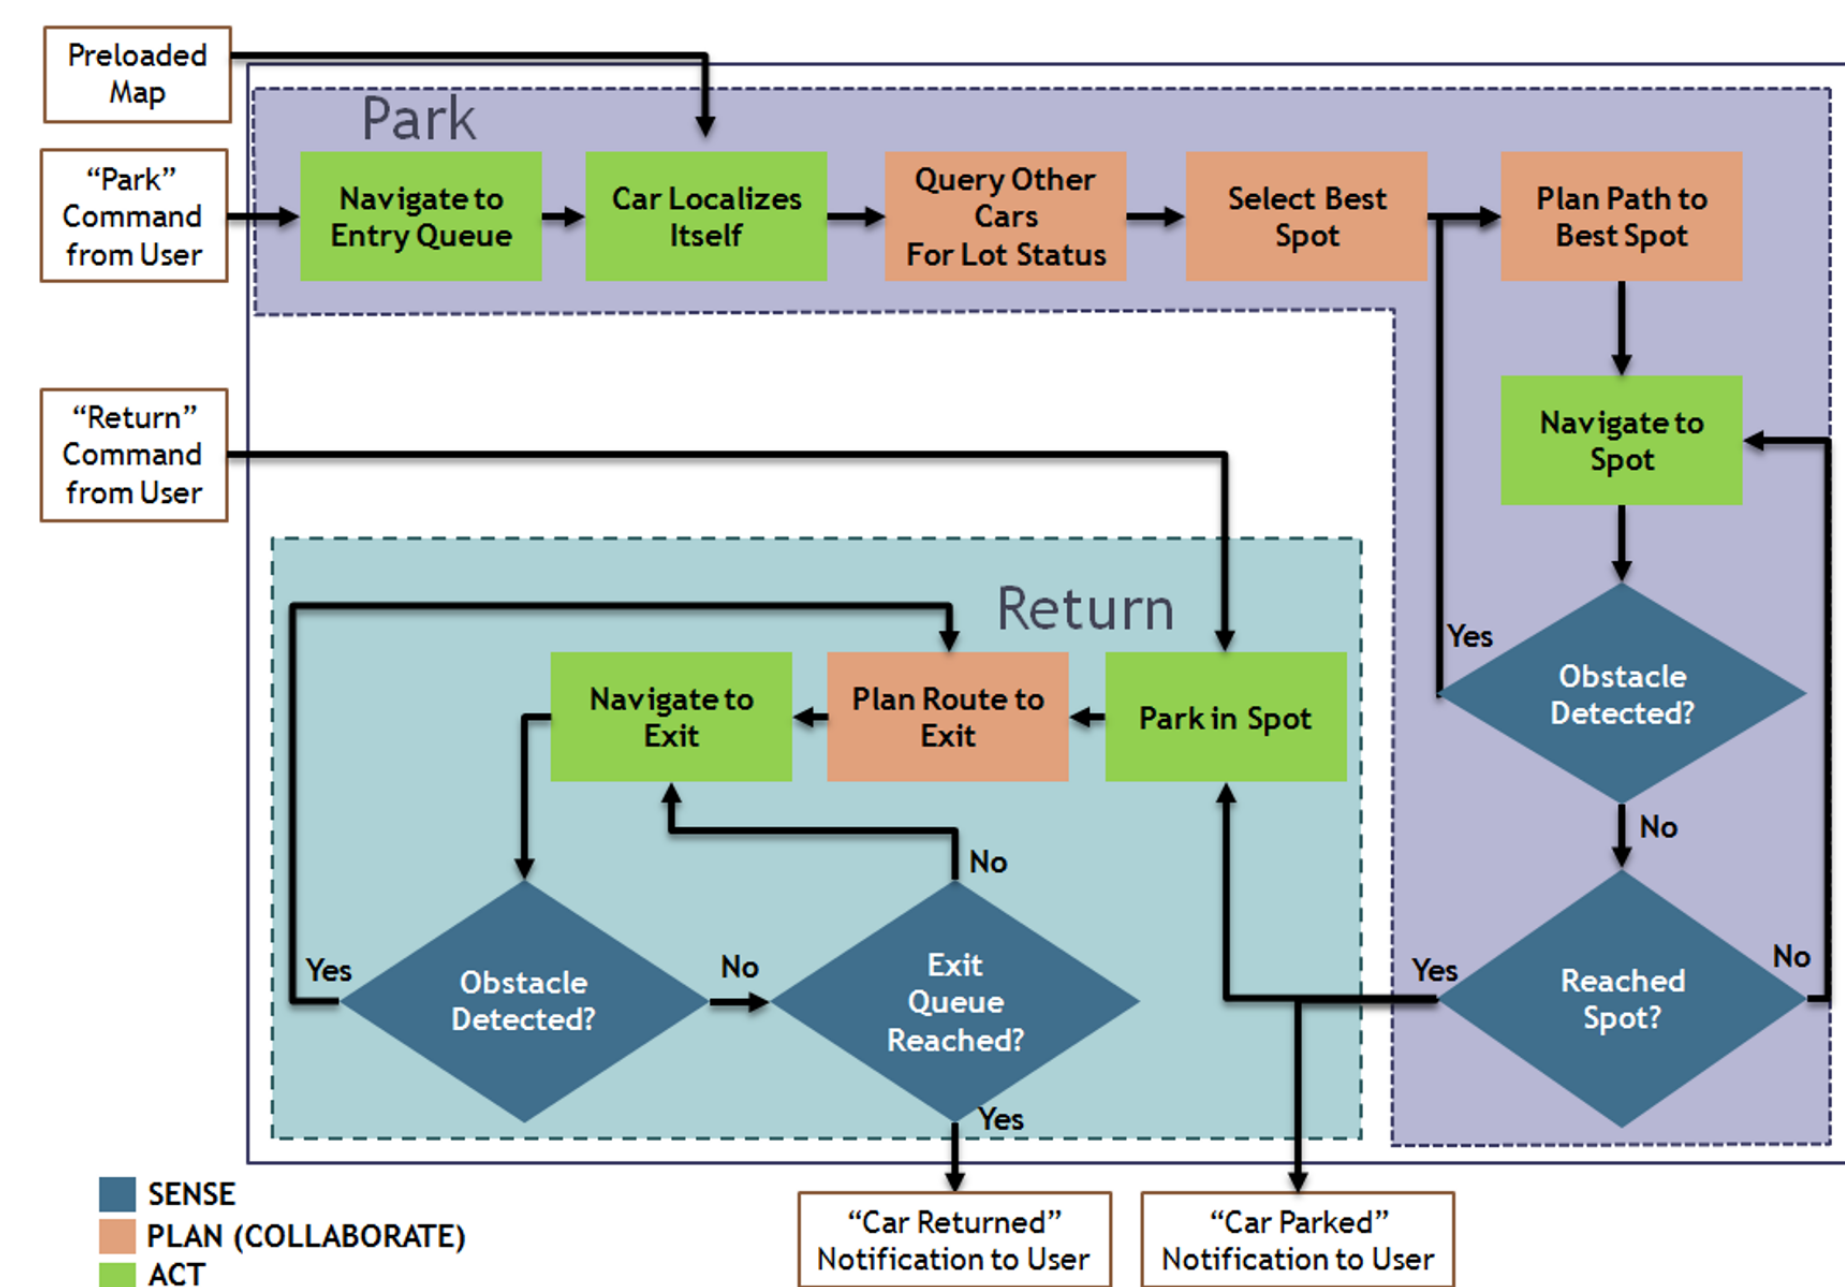 Preloaded
Map
Park
“Park”
Command
from User
Navigate to
Entry Queue
Car Localizes
Itself
Query Other
Cars
For Lot Status
Select Best
Spot
Plan Path to
Best Spot
“Return”
Command
from User
Navigate to
Spot
Return
Yes
Obstacle
Detected?
Navigate to
Exit
Plan Route to
Exit
Park in Spot
No
No
Yes
Obstacle
Detected?
No
Exit
Queue
Reached?
Yes
Reached
Spot?
No
Yes
SENSE
PLAN (COLLABORATE)
ACT
“Car Returned”
Notification to User
“Car Parked”
Notification to User